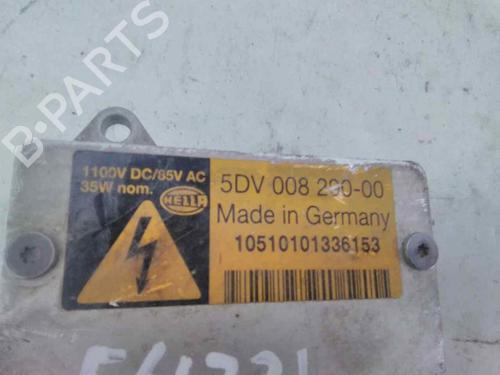 B-PARTS
1100V DC/85V AC
35W nom.
HELLA
5DV 008 290-00
Made in Germany
10510101336153